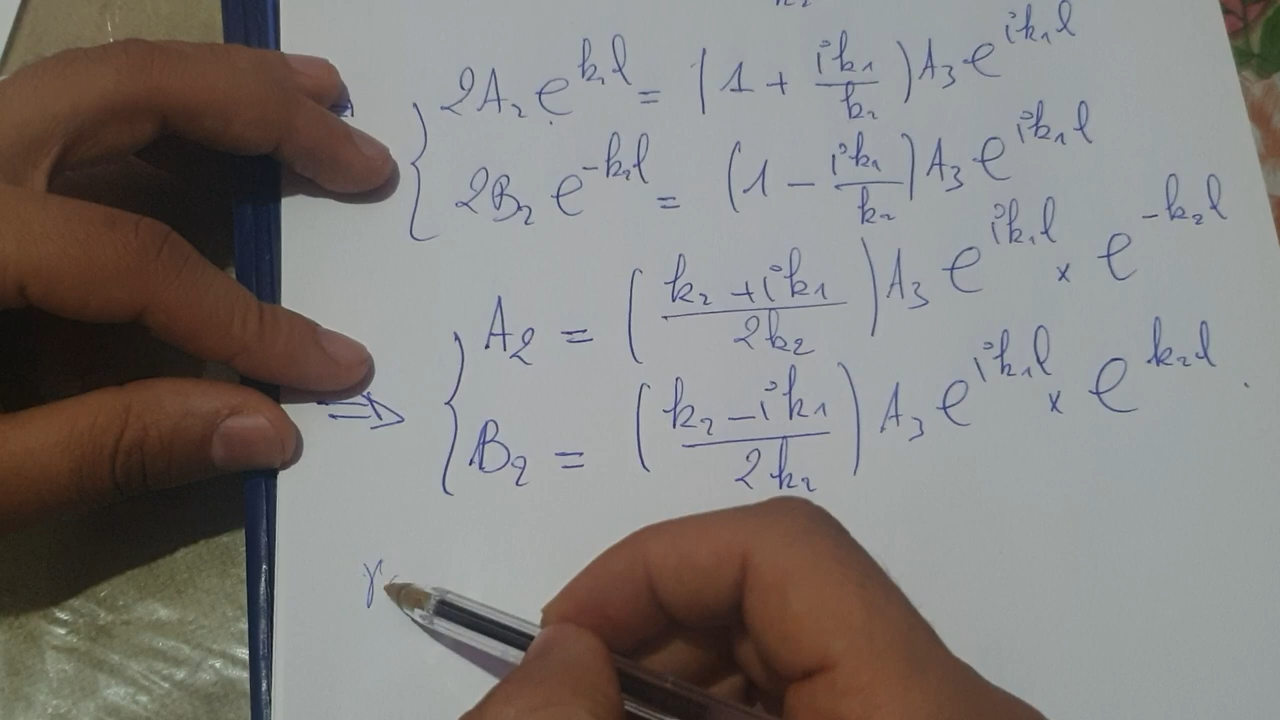 2A₂ e^{k₂l} = (1 + ik₁/k₂) A₃ e^{ik₁l}
2B₂ e^{-k₂l} = (1 - ik₁/k₂) A₃ e^{ik₁l}
A₂ = (k₂ + ik₁/2k₂) A₃ e^{ik₁l} × e^{-k₂l}
⇒ B₂ = (k₂ - ik₁/2k₂) A₃ e^{ik₁l} × e^{k₂l}